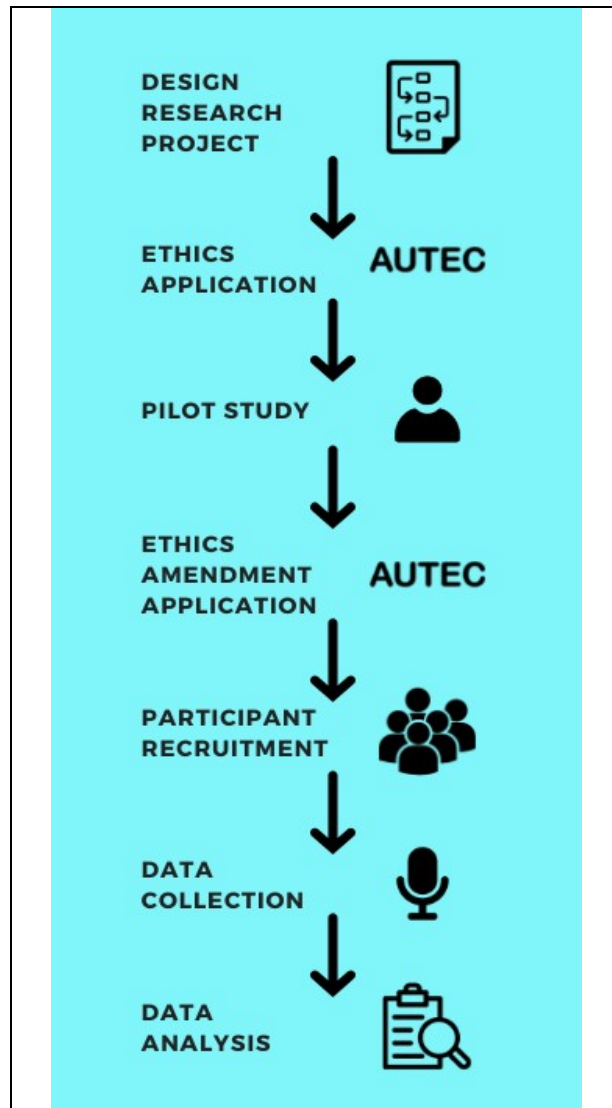 DESIGN
RESEARCH
PROJECT
ETHICS
APPLICATION
AUTEC
PILOT STUDY
ETHICS
AMENDMENT
APPLICATION
AUTEC
PARTICIPANT
RECRUITMENT
DATA
COLLECTION
DATA
ANALYSIS